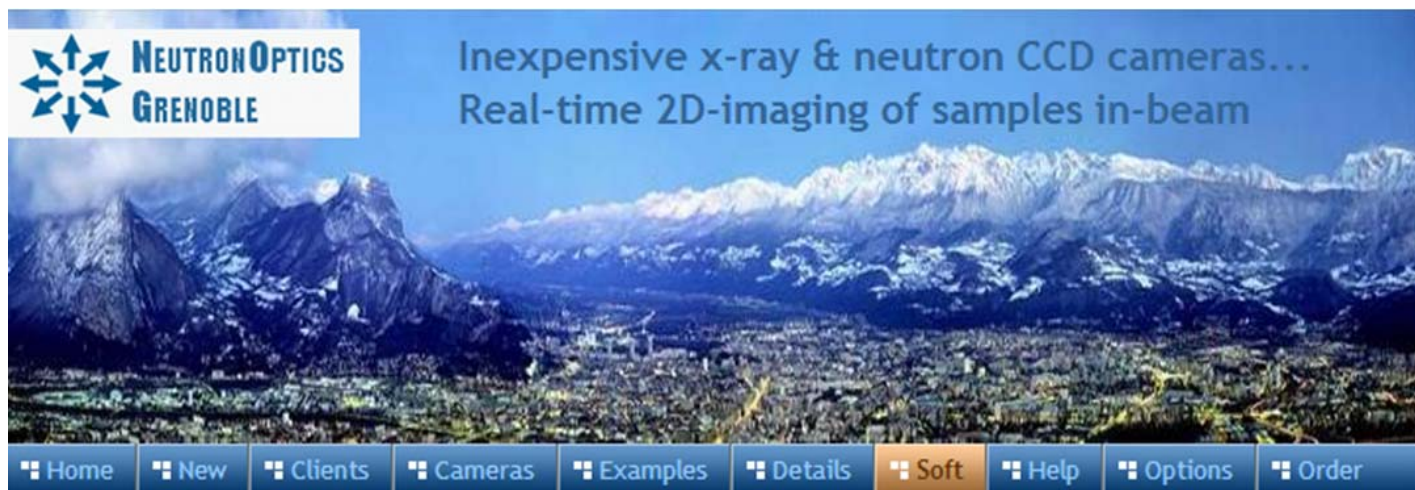 NEUTRONOPTICS
GRENOBLE
Inexpensive x-ray & neutron CCD cameras...
Real-time 2D-imaging of samples in-beam
Home New Clients Cameras Examples Details Soft Help Options Order